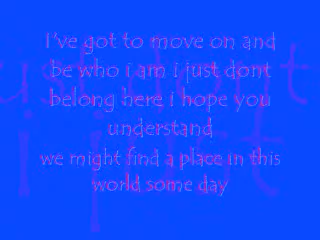 I've got to move on and
be who i am i just dont
belong here i hope you
understand
we might find a place in this
world some day